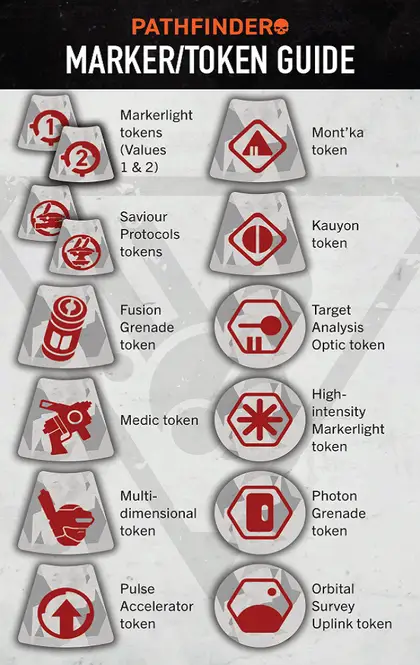 PATHFINDER
MARKER/TOKEN GUIDE
1
2
Markerlight
tokens
(Values
1 & 2)
Mont'ka
token
Saviour
Protocols
tokens
Kauyon
token
Fusion
Grenade
token
Target
Analysis
Optic token
Medic token
High-
intensity
Markerlight
token
Multi-
dimensional
token
Photon
Grenade
token
Pulse
Accelerator
token
Orbital
Survey
Uplink token